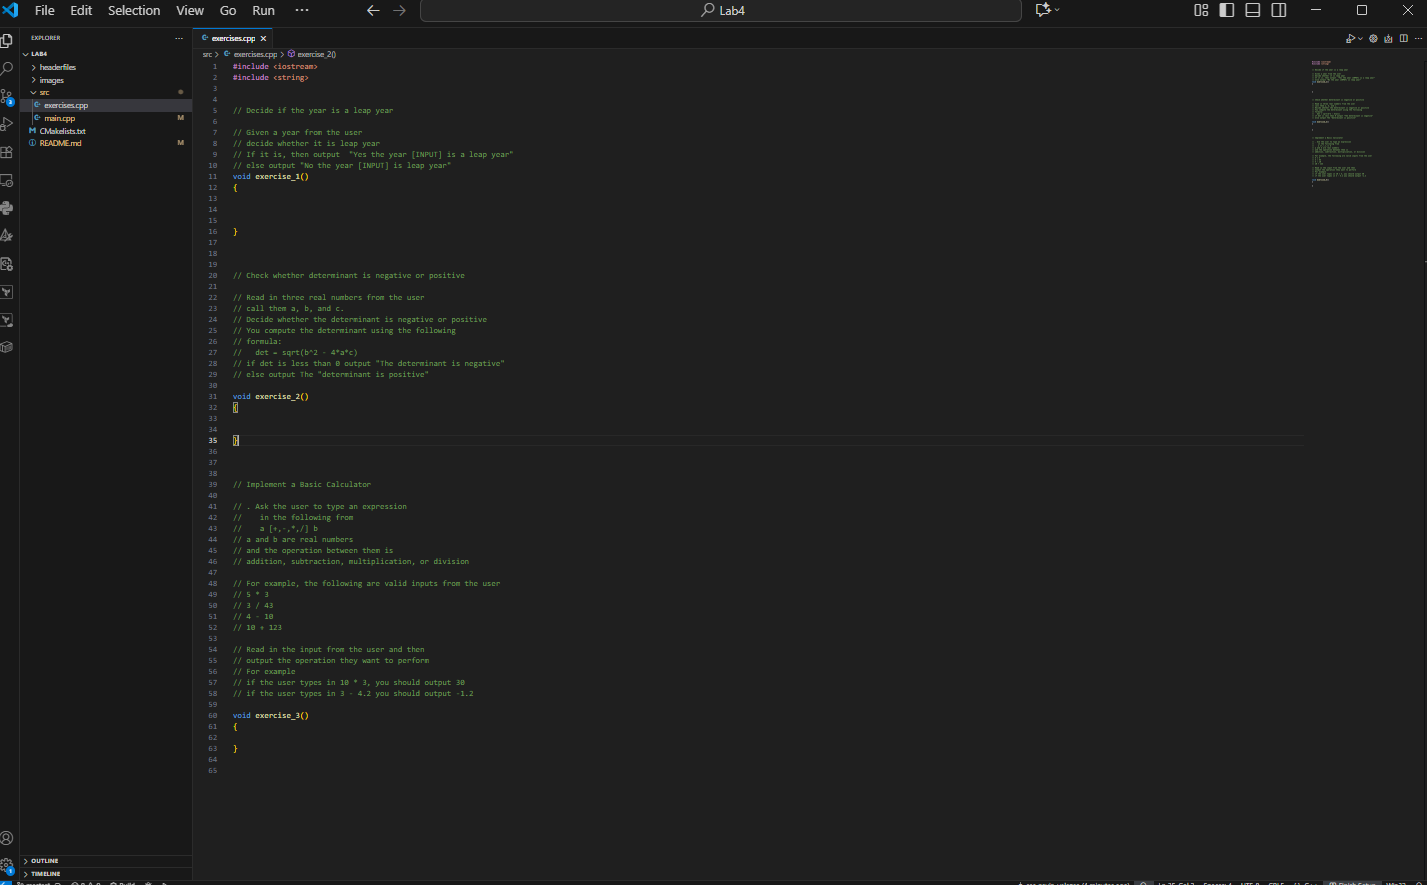 File Edit Selection View Go Run ··· ← → Lab4
EXPLORER ···
LAB4
headerfiles
images
src
exercises.cpp
main.cpp M
CMakelists.txt
README.md M
OUTLINE
TIMELINE
exercises.cpp ×
src > exercises.cpp > exercise_2()
1 #include <iostream>
2 #include <string>
3
4
5 // Decide if the year is a leap year
6
7 // Given a year from the user
8 // decide whether it is leap year
9 // If it is, then output  "Yes the year [INPUT] is a leap year"
10 // else output "No the year [INPUT] is leap year"
11 void exercise_1()
12 {
13
14
15
16 }
17
18
19
20 // Check whether determinant is negative or positive
21
22 // Read in three real numbers from the user
23 // call them a, b, and c.
24 // Decide whether the determinant is negative or positive
25 // You compute the determinant using the following
26 // formula:
27 //   det = sqrt(b^2 - 4*a*c)
28 // if det is less than 0 output "The determinant is negative"
29 // else output The "determinant is positive"
30
31 void exercise_2()
32 {
33
34
35 }
36
37
38
39 // Implement a Basic Calculator
40
41 // . Ask the user to type an expression
42 //    in the following from
43 //    a [+,-,*,/] b
44 // a and b are real numbers
45 // and the operation between them is
46 // addition, subtraction, multiplication, or division
47
48 // For example, the following are valid inputs from the user
49 // 5 * 3
50 // 3 / 43
51 // 4 - 10
52 // 10 + 123
53
54 // Read in the input from the user and then
55 // output the operation they want to perform
56 // For example
57 // if the user types in 10 * 3, you should output 30
58 // if the user types in 3 - 4.2 you should output -1.2
59
60 void exercise_3()
61 {
62
63 }
64
65